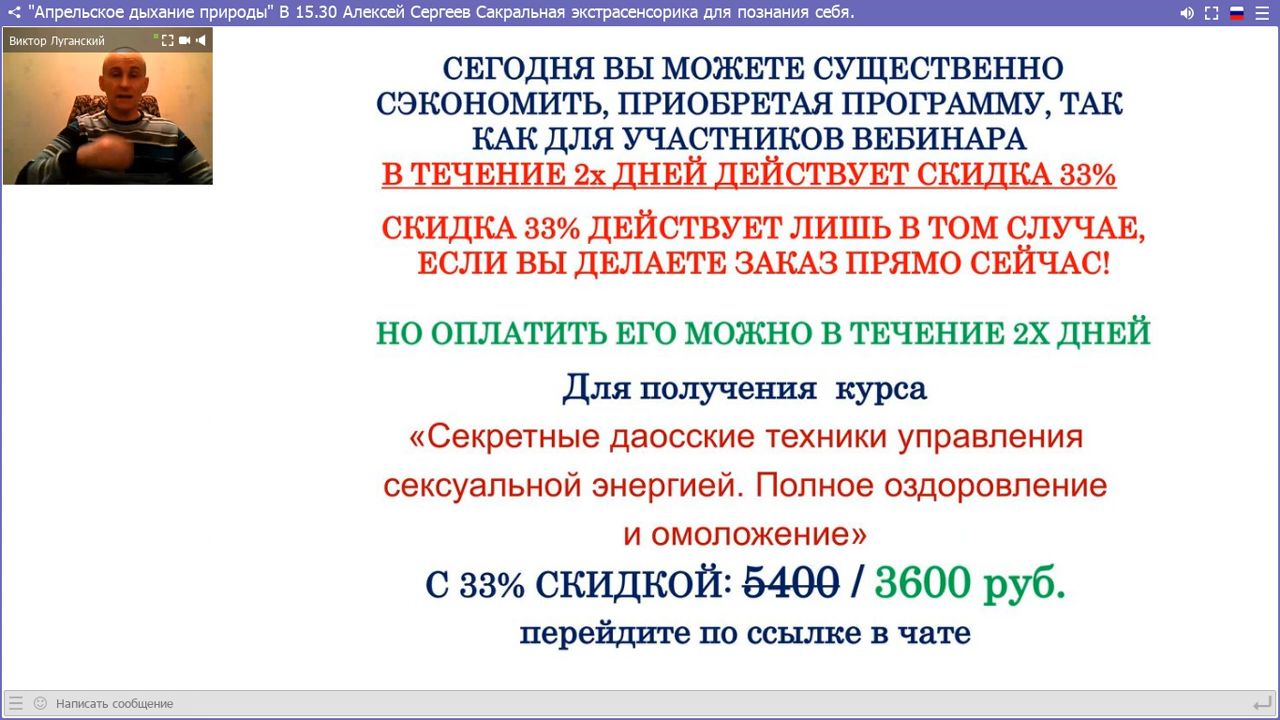 "Апрельское дыхание природы" В 15.30 Алексей Сергеев Сакральная экстрасенсорика для познания себя.
Виктор Луганский
СЕГОДНЯ ВЫ МОЖЕТЕ СУЩЕСТВЕННО
СЭКОНОМИТЬ, ПРИОБРЕТАЯ ПРОГРАММУ, ТАК
КАК ДЛЯ УЧАСТНИКОВ ВЕБИНАРА
В ТЕЧЕНИЕ 2х ДНЕЙ ДЕЙСТВУЕТ СКИДКА 33%
СКИДКА 33% ДЕЙСТВУЕТ ЛИШЬ В ТОМ СЛУЧАЕ,
ЕСЛИ ВЫ ДЕЛАЕТЕ ЗАКАЗ ПРЯМО СЕЙЧАС!
НО ОПЛАТИТЬ ЕГО МОЖНО В ТЕЧЕНИЕ 2Х ДНЕЙ
Для получения курса
«Секретные даосские техники управления
сексуальной энергией. Полное оздоровление
и омоложение»
С 33% СКИДКОЙ: 5400 / 3600 руб.
перейдите по ссылке в чате
Написать сообщение